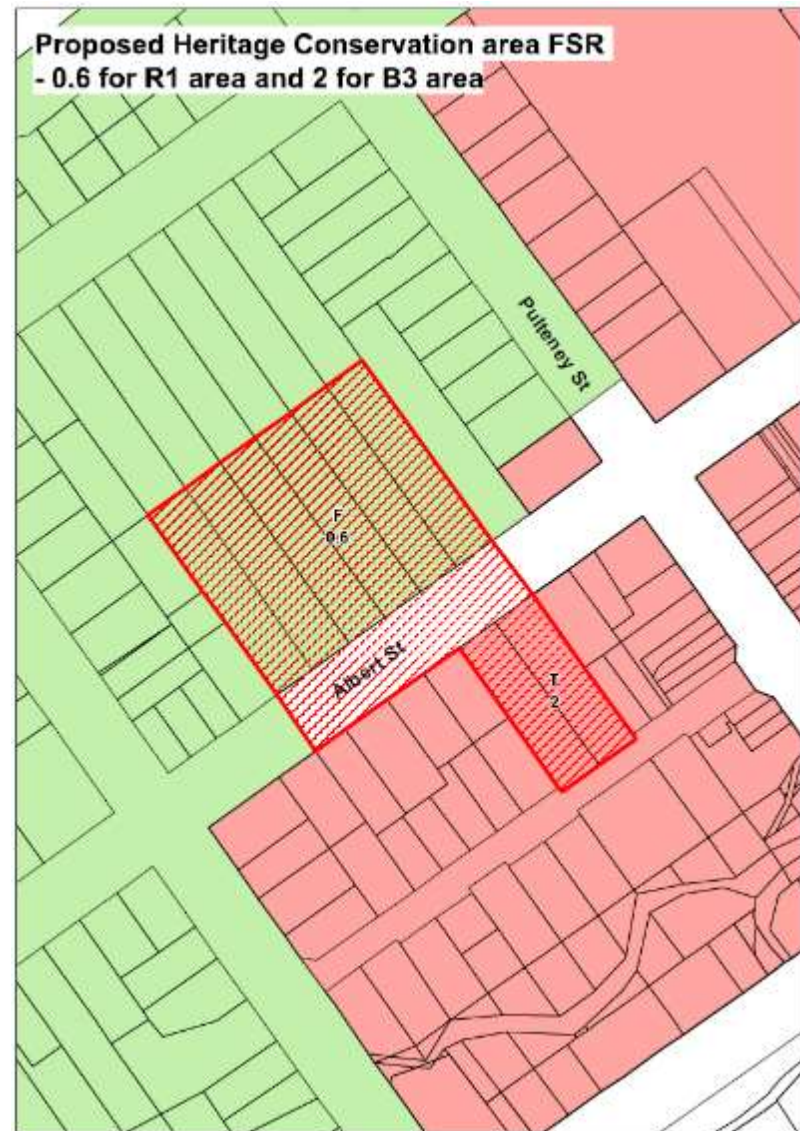 Proposed Heritage Conservation area FSR
- 0.6 for R1 area and 2 for B3 area
Pulteney St
F
0.6
Albert St
T
2